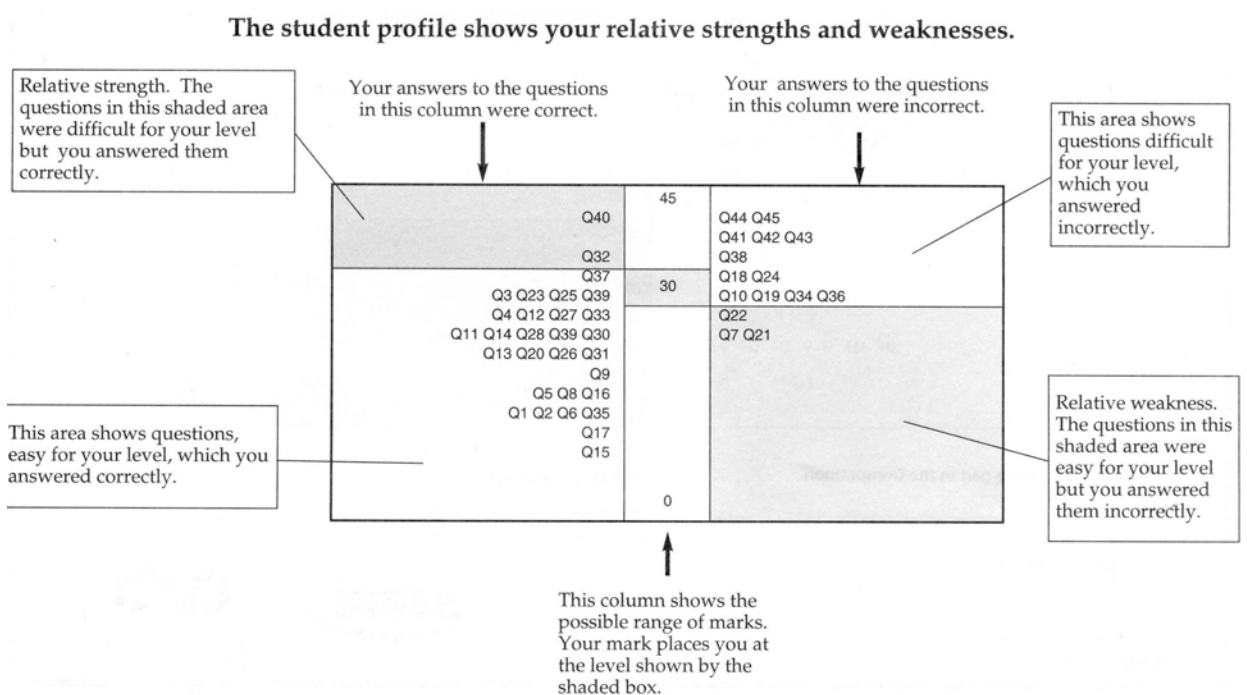 The student profile shows your relative strengths and weaknesses.
Relative strength. The
questions in this shaded area
were difficult for your level
but you answered them
correctly.
Your answers to the questions
in this column were correct.
Your answers to the questions
in this column were incorrect.
This area shows
questions difficult
for your level,
which you
answered
incorrectly.
45
Q40
Q44 Q45
Q41 Q42 Q43
Q32
Q38
Q37
Q18 Q24
30
Q3 Q23 Q25 Q39
Q10 Q19 Q34 Q36
Q4 Q12 Q27 Q33
Q22
Q11 Q14 Q28 Q39 Q30
Q7 Q21
Q13 Q20 Q26 Q31
Q9
Q5 Q8 Q16
Q1 Q2 Q6 Q35
Q17
Q15
0
This area shows questions,
easy for your level, which you
answered correctly.
Relative weakness.
The questions in this
shaded area were
easy for your level
but you answered
them incorrectly.
This column shows the
possible range of marks.
Your mark places you at
the level shown by the
shaded box.